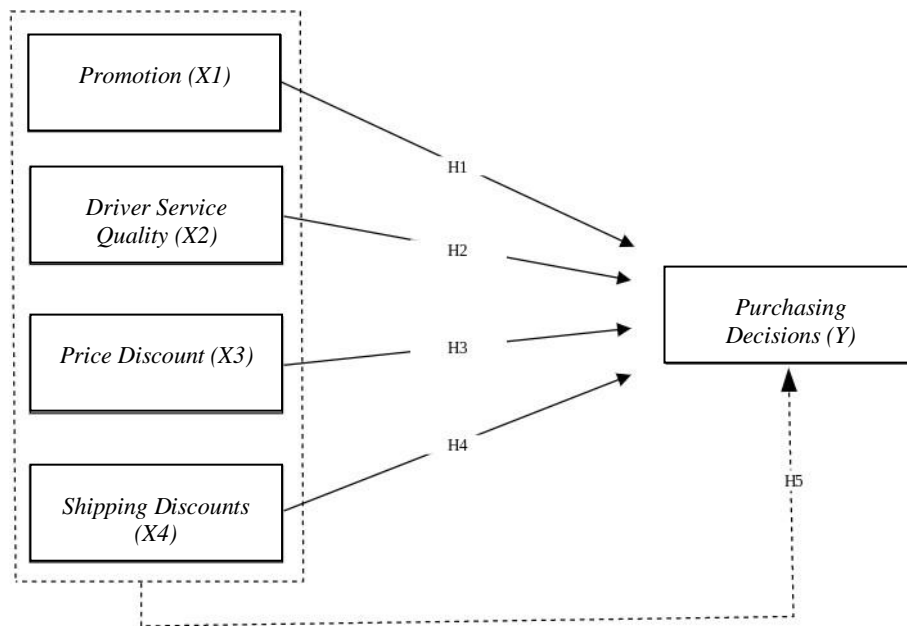 Promotion (X1)
H1
Driver Service
Quality (X2)
H2
Purchasing
Decisions (Y)
Price Discount (X3)
H3
H4
Shipping Discounts
(X4)
H5